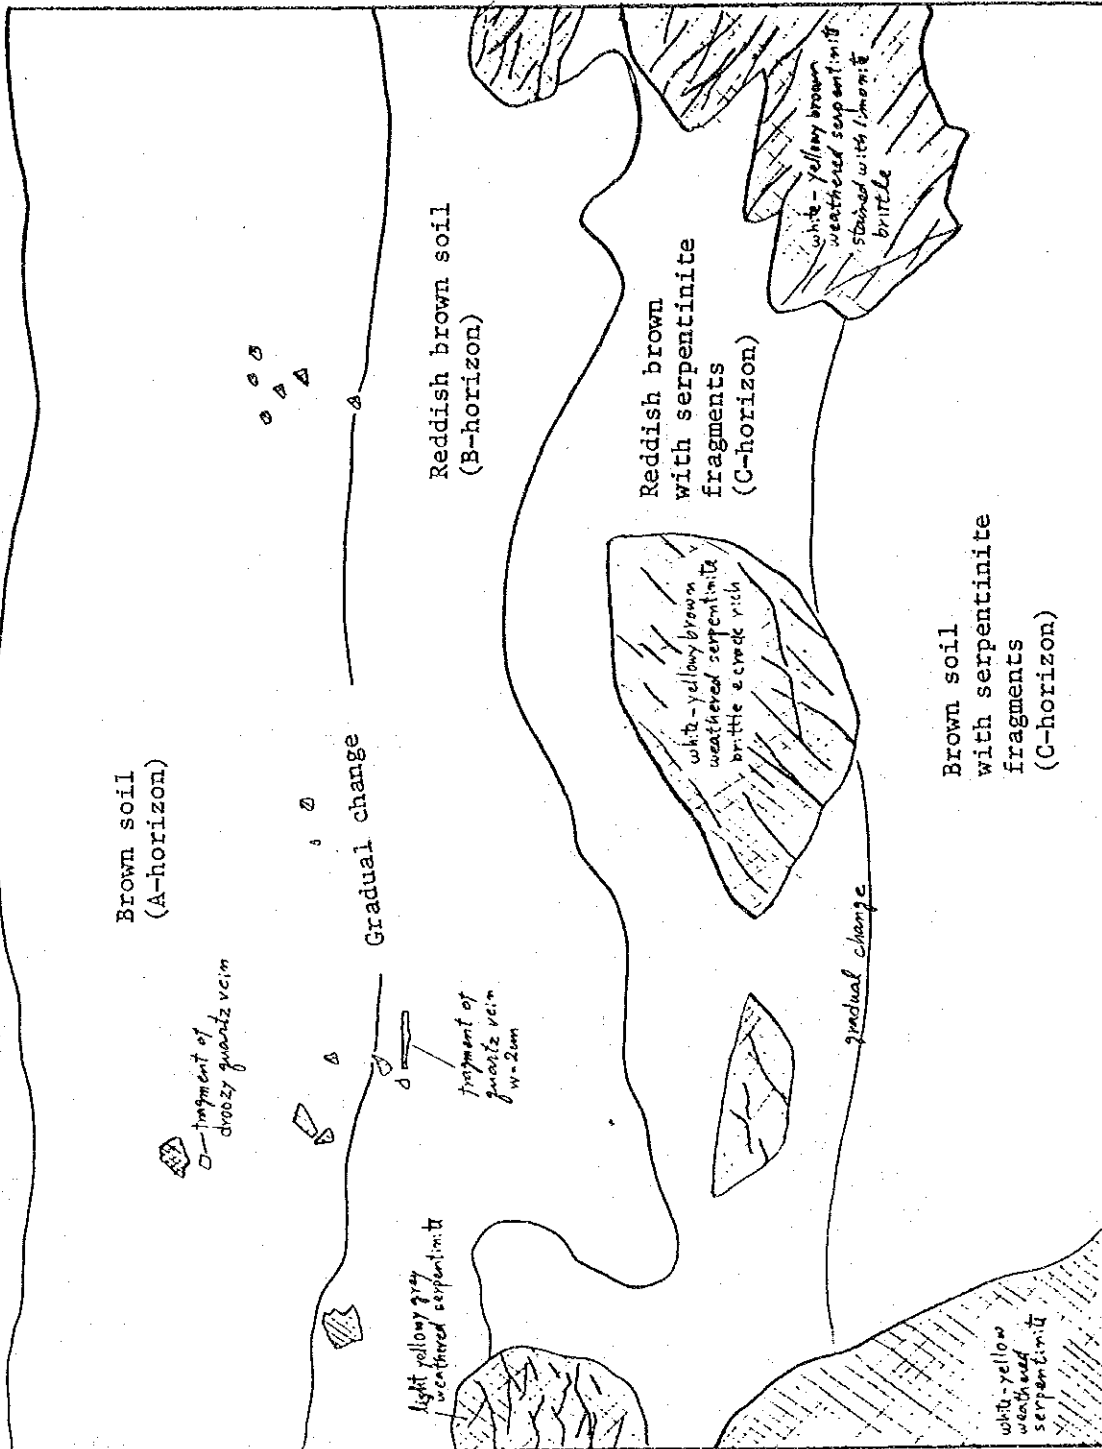 Brown soil
(A-horizon)
fragment of
droozy quartz vein
Gradual change
fragment of
quartz vein
w=2cm
Reddish brown soil
(B-horizon)
light yellowy grey
weathered serpentinite
Reddish brown
with serpentinite
fragments
(C-horizon)
white-yellowy brown
weathered serpentinite
brittle & crack rich
white-yellowy brown
weathered serpentinite
stained with limonite
brittle
gradual change
Brown soil
with serpentinite
fragments
(C-horizon)
white-yellow
weathered
serpentinite